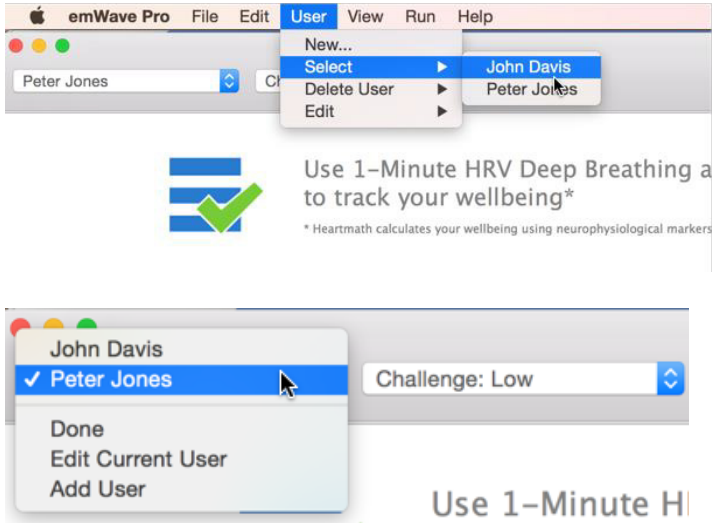 emWave Pro File Edit User View Run Help
New...
Select John Davis
Peter Jones Delete User Peter Jones
Edit
Use 1-Minute HRV Deep Breathing a
to track your wellbeing*
* Heartmath calculates your wellbeing using neurophysiological markers
John Davis
✓ Peter Jones Challenge: Low
Done
Edit Current User
Add User
Use 1-Minute H